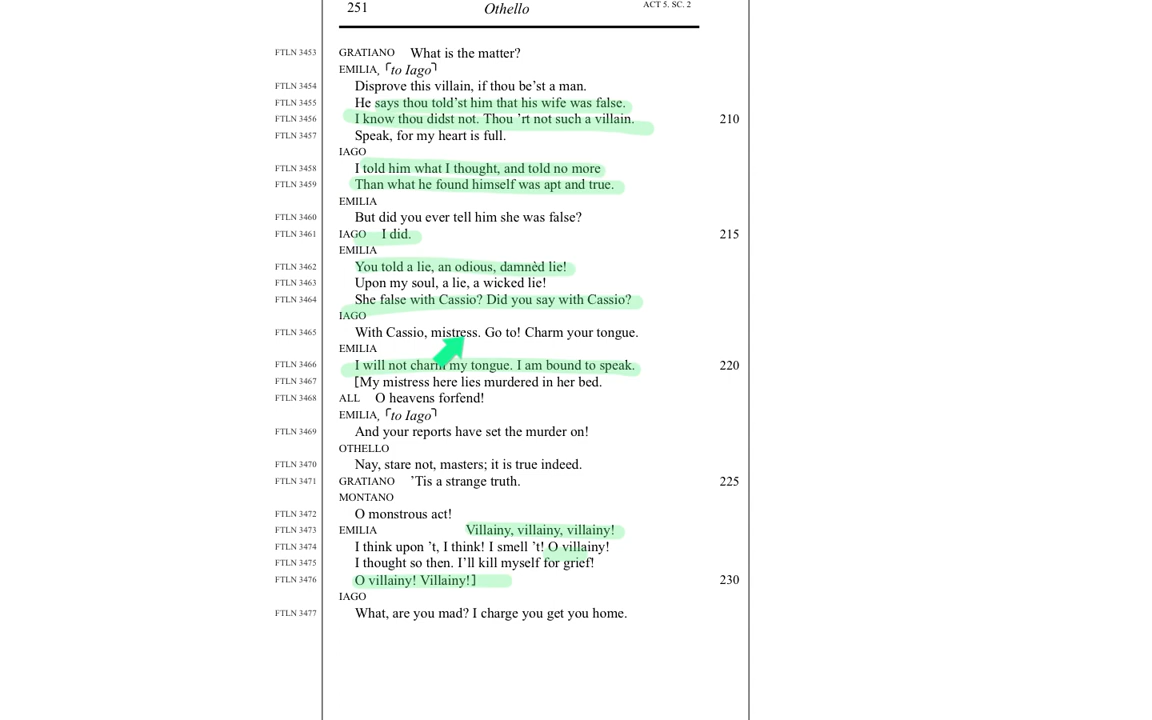 251 Othello ACT 5. SC. 2
FTLN 3453 GRATIANO What is the matter?
EMILIA, ⌜to Iago⌝
FTLN 3454 Disprove this villain, if thou be’st a man.
FTLN 3455 He says thou told’st him that his wife was false.
FTLN 3456 I know thou didst not. Thou ’rt not such a villain. 210
FTLN 3457 Speak, for my heart is full.
IAGO
FTLN 3458 I told him what I thought, and told no more
FTLN 3459 Than what he found himself was apt and true.
EMILIA
FTLN 3460 But did you ever tell him she was false?
FTLN 3461 IAGO I did. 215
EMILIA
FTLN 3462 You told a lie, an odious, damnèd lie!
FTLN 3463 Upon my soul, a lie, a wicked lie!
FTLN 3464 She false with Cassio? Did you say with Cassio?
IAGO
FTLN 3465 With Cassio, mistress. Go to! Charm your tongue.
EMILIA
FTLN 3466 I will not charm my tongue. I am bound to speak. 220
FTLN 3467 [My mistress here lies murdered in her bed.
FTLN 3468 ALL O heavens forfend!
EMILIA, ⌜to Iago⌝
FTLN 3469 And your reports have set the murder on!
OTHELLO
FTLN 3470 Nay, stare not, masters; it is true indeed.
FTLN 3471 GRATIANO ’Tis a strange truth. 225
MONTANO
FTLN 3472 O monstrous act!
FTLN 3473 EMILIA Villainy, villainy, villainy!
FTLN 3474 I think upon ’t, I think! I smell ’t! O villainy!
FTLN 3475 I thought so then. I’ll kill myself for grief!
FTLN 3476 O villainy! Villainy!] 230
IAGO
FTLN 3477 What, are you mad? I charge you get you home.